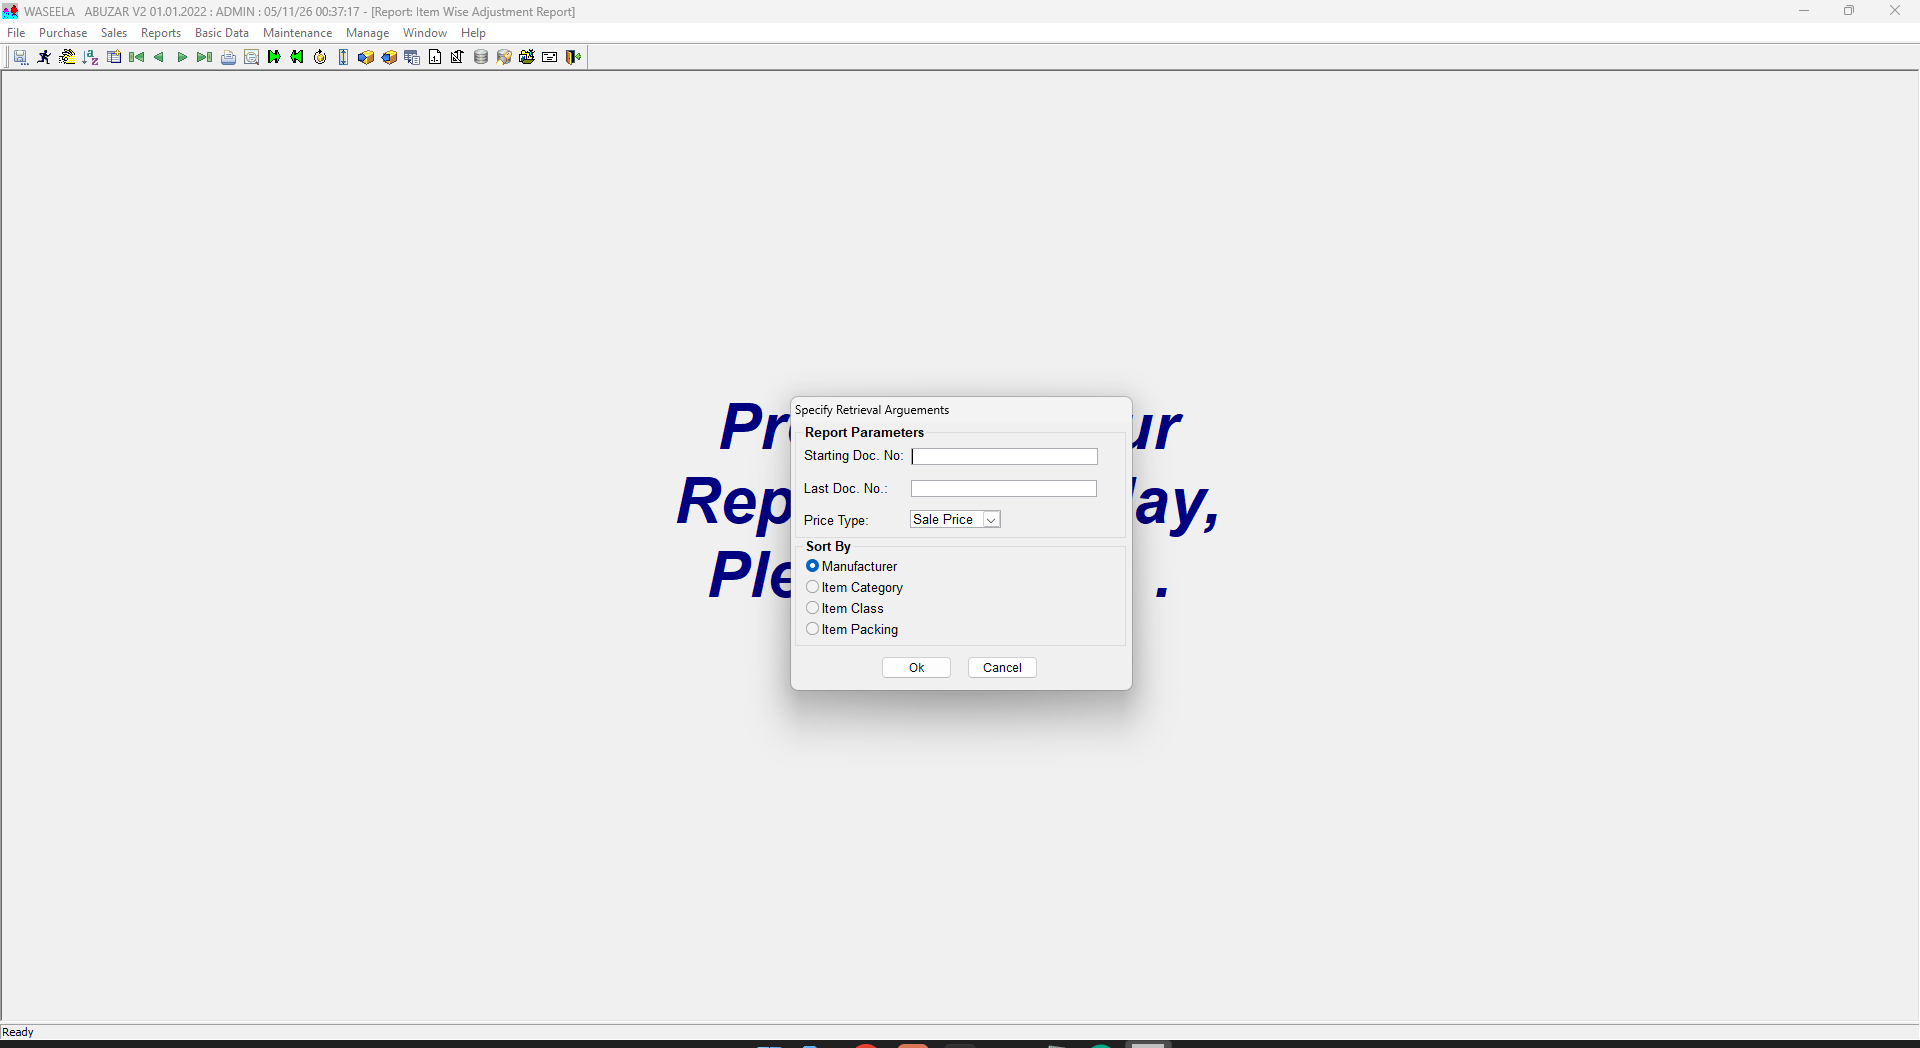 WASEELA   ABUZAR V2 01.01.2022 : ADMIN : 05/11/26 00:37:17 - [Report: Item Wise Adjustment Report]
File Purchase Sales Reports Basic Data Maintenance Manage Window Help
Specify Retrieval Arguements
Report Parameters
Starting Doc. No:
Last Doc. No.:
Price Type: Sale Price
Sort By
Manufacturer
Item Category
Item Class
Item Packing
Ok Cancel
Ready